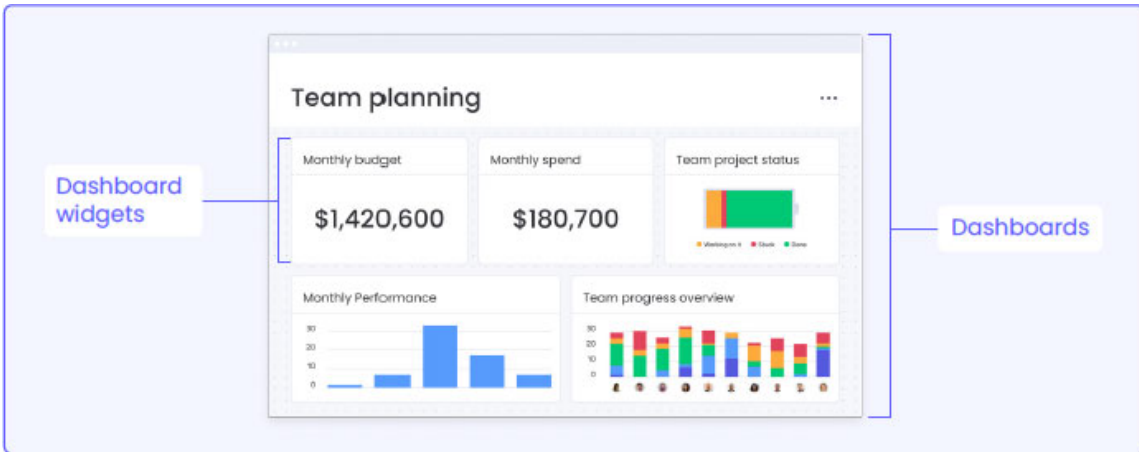 Team planning
Dashboard
widgets
Monthly budget
$1,420,600
Monthly spend
$180,700
Team project status
Working on it Stuck Done
Dashboards
Monthly Performance
30
20
10
0
Team progress overview
30
20
10
0